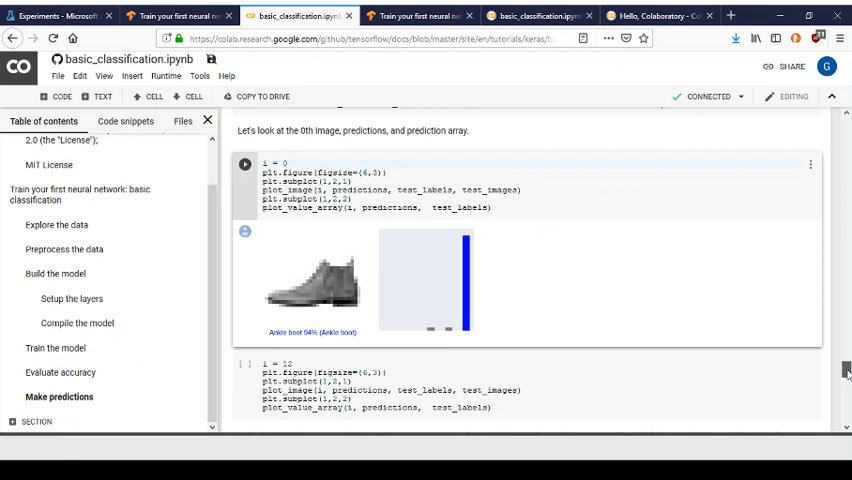 Experiments - Microsoft
Train your first neural net
basic_classification.ipynb
Train your first neural net
basic_classification.ipynb
Hello, Colaboratory - Col
https://colab.research.google.com/github/tensorflow/docs/blob/master/site/en/tutorials/keras/b
31
CO
basic_classification.ipynb
SHARE
G
File Edit View Insert Runtime Tools Help
CODE TEXT CELL CELL COPY TO DRIVE CONNECTED EDITING
Table of contents Code snippets Files
2.0 (the "License");
MIT License
Train your first neural network: basic
classification
Explore the data
Preprocess the data
Build the model
Setup the layers
Compile the model
Train the model
Evaluate accuracy
Make predictions
SECTION
Let's look at the 0th image, predictions, and prediction array.
i = 0
plt.figure(figsize=(6,3))
plt.subplot(1,2,1)
plot_image(i, predictions, test_labels, test_images)
plt.subplot(1,2,2)
plot_value_array(i, predictions, test_labels)
Ankle boot 94% (Ankle boot)
[ ] i = 12
plt.figure(figsize=(6,3))
plt.subplot(1,2,1)
plot_image(i, predictions, test_labels, test_images)
plt.subplot(1,2,2)
plot_value_array(i, predictions, test_labels)